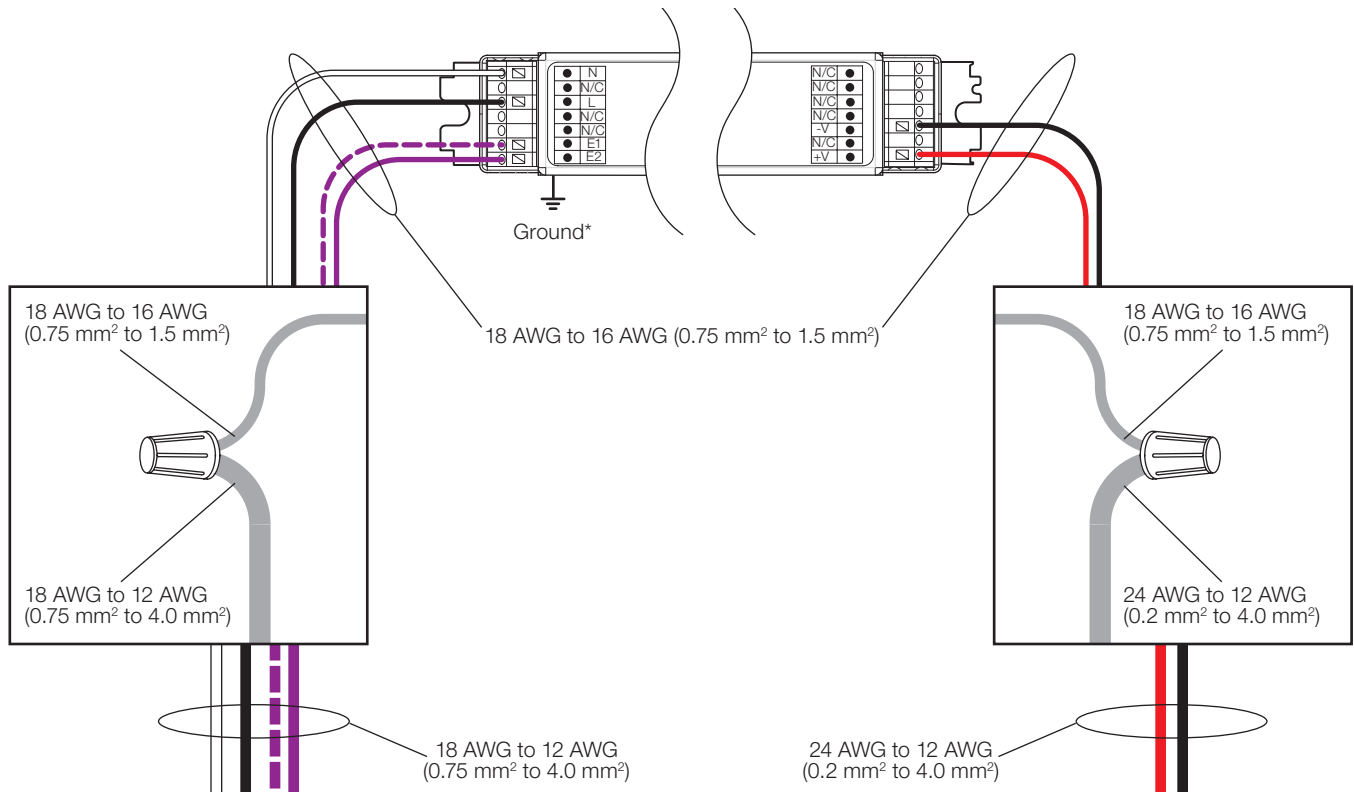 N
N/C
L
N/C
N/C
E1
E2
N/C
N/C
N/C
N/C
-V
N/C
+V
Ground*
18 AWG to 16 AWG
(0.75 mm² to 1.5 mm²)
18 AWG to 16 AWG (0.75 mm² to 1.5 mm²)
18 AWG to 16 AWG
(0.75 mm² to 1.5 mm²)
18 AWG to 12 AWG
(0.75 mm² to 4.0 mm²)
24 AWG to 12 AWG
(0.2 mm² to 4.0 mm²)
18 AWG to 12 AWG
(0.75 mm² to 4.0 mm²)
24 AWG to 12 AWG
(0.2 mm² to 4.0 mm²)